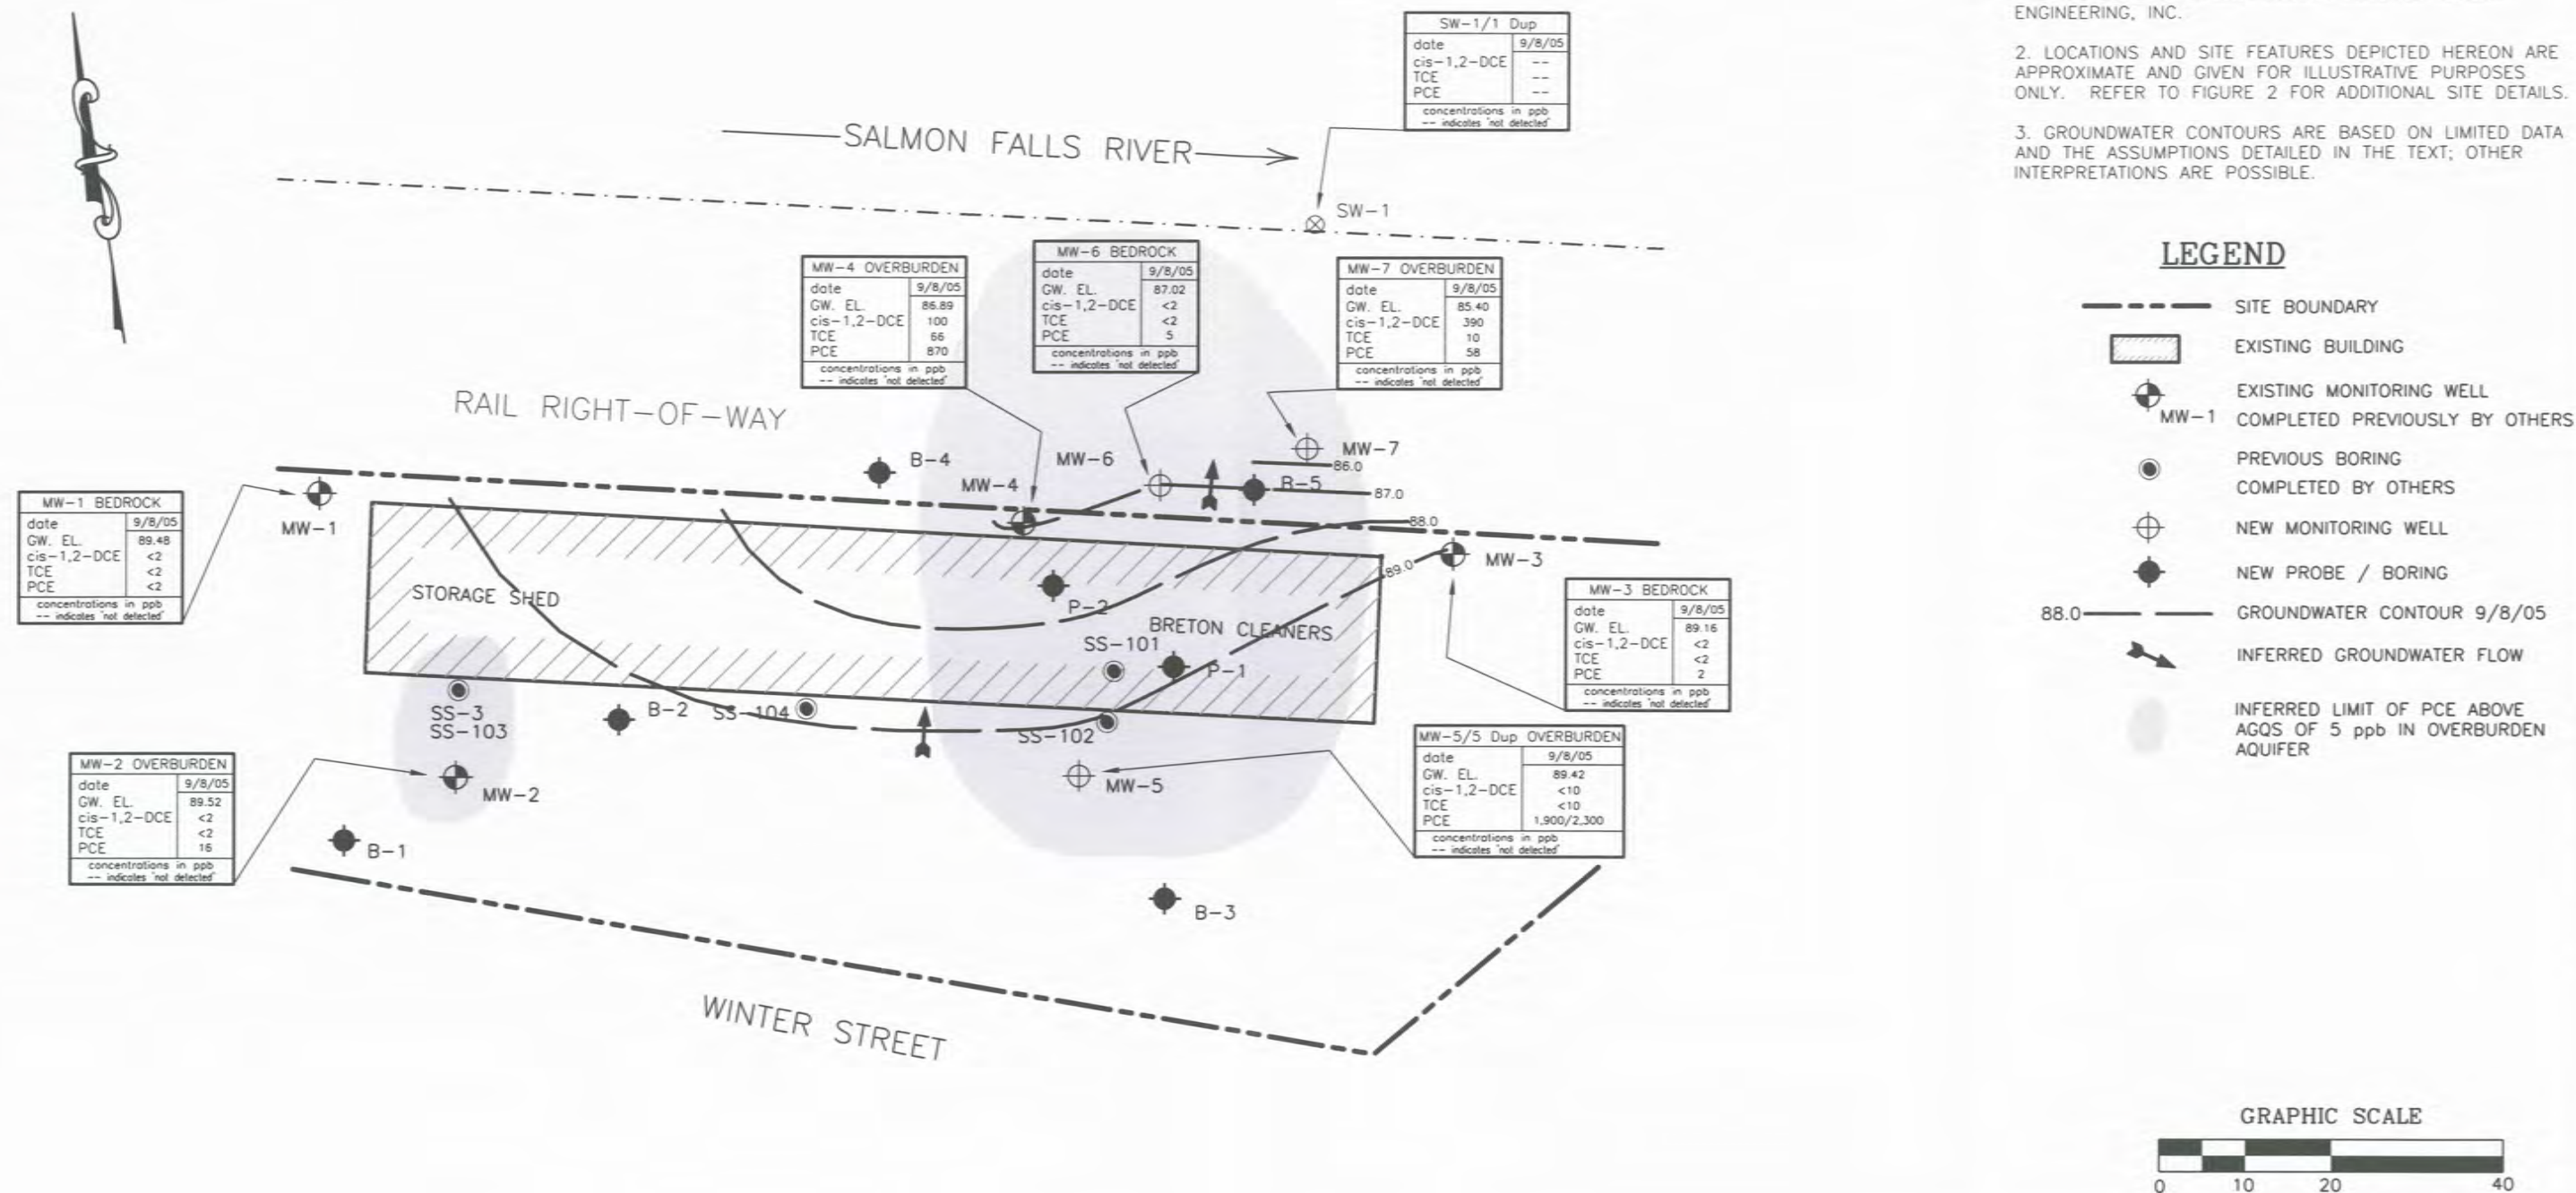 ENGINEERING, INC.
2. LOCATIONS AND SITE FEATURES DEPICTED HEREON ARE
APPROXIMATE AND GIVEN FOR ILLUSTRATIVE PURPOSES
ONLY. REFER TO FIGURE 2 FOR ADDITIONAL SITE DETAILS.
3. GROUNDWATER CONTOURS ARE BASED ON LIMITED DATA
AND THE ASSUMPTIONS DETAILED IN THE TEXT; OTHER
INTERPRETATIONS ARE POSSIBLE.
SW-1/1 Dup
date 9/8/05
cis-1,2-DCE --
TCE --
PCE --
concentrations in ppb
-- indicates "not detected"
SALMON FALLS RIVER
SW-1
MW-4 OVERBURDEN
date 9/8/05
GW. EL. 86.89
cis-1,2-DCE 100
TCE 66
PCE 870
concentrations in ppb
-- indicates "not detected"
MW-6 BEDROCK
date 9/8/05
GW. EL. 87.02
cis-1,2-DCE <2
TCE <2
PCE 5
concentrations in ppb
-- indicates "not detected"
MW-7 OVERBURDEN
date 9/8/05
GW. EL. 85.40
cis-1,2-DCE 390
TCE 10
PCE 58
concentrations in ppb
-- indicates "not detected"
RAIL RIGHT-OF-WAY
B-4
MW-6
MW-7
86.0
MW-4
B-5
87.0
88.0
MW-1 BEDROCK
date 9/8/05
GW. EL. 89.48
cis-1,2-DCE <2
TCE <2
PCE <2
concentrations in ppb
-- indicates "not detected"
MW-1
MW-3
89.0
STORAGE SHED
P-2
BRETON CLEANERS
SS-101
P-1
MW-3 BEDROCK
date 9/8/05
GW. EL. 89.16
cis-1,2-DCE <2
TCE <2
PCE 2
concentrations in ppb
-- indicates "not detected"
SS-3
SS-103
B-2
SS-104
SS-102
MW-5/5 Dup OVERBURDEN
date 9/8/05
GW. EL. 89.42
cis-1,2-DCE <10
TCE <10
PCE 1,900/2,300
concentrations in ppb
-- indicates "not detected"
MW-2 OVERBURDEN
date 9/8/05
GW. EL. 89.52
cis-1,2-DCE <2
TCE <2
PCE 16
concentrations in ppb
-- indicates "not detected"
MW-2
MW-5
B-1
B-3
WINTER STREET
LEGEND
SITE BOUNDARY
EXISTING BUILDING
EXISTING MONITORING WELL
MW-1 COMPLETED PREVIOUSLY BY OTHERS
PREVIOUS BORING
COMPLETED BY OTHERS
NEW MONITORING WELL
NEW PROBE / BORING
88.0 GROUNDWATER CONTOUR 9/8/05
INFERRED GROUNDWATER FLOW
INFERRED LIMIT OF PCE ABOVE
AGQS OF 5 ppb IN OVERBURDEN
AQUIFER
GRAPHIC SCALE
0 10 20 40